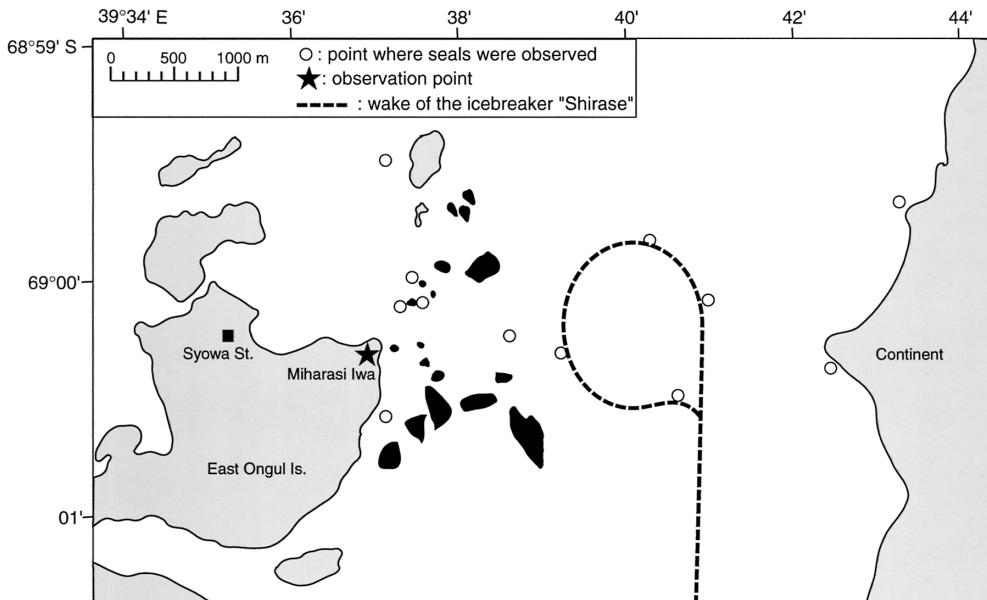 39°34' E 36' 38' 40' 42' 44'
68°59' S
0 500 1000 m
: point where seals were observed
: observation point
: wake of the icebreaker "Shirase"
69°00'
Syowa St.
Miharasi Iwa
Continent
East Ongul Is.
01'